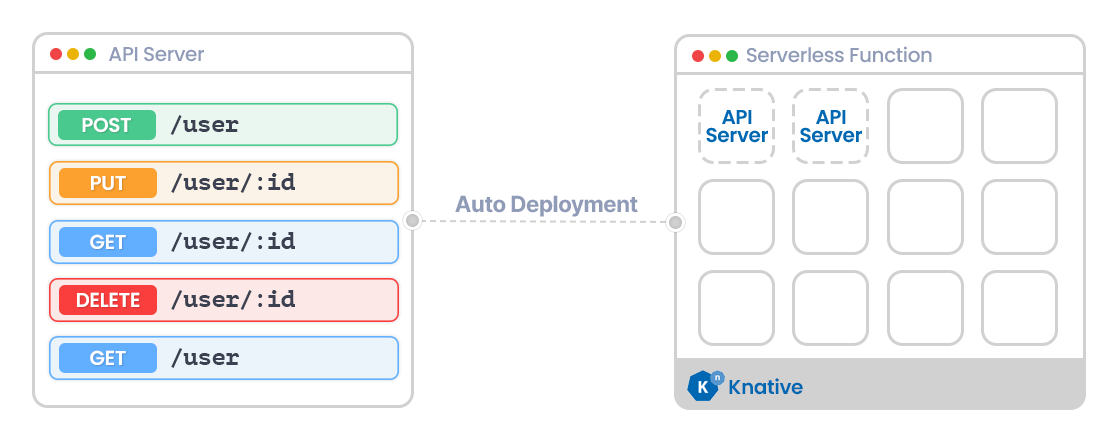 API Server
POST /user
PUT /user/:id
GET /user/:id
DELETE /user/:id
GET /user
Auto Deployment
Serverless Function
API
Server
API
Server
K n Knative